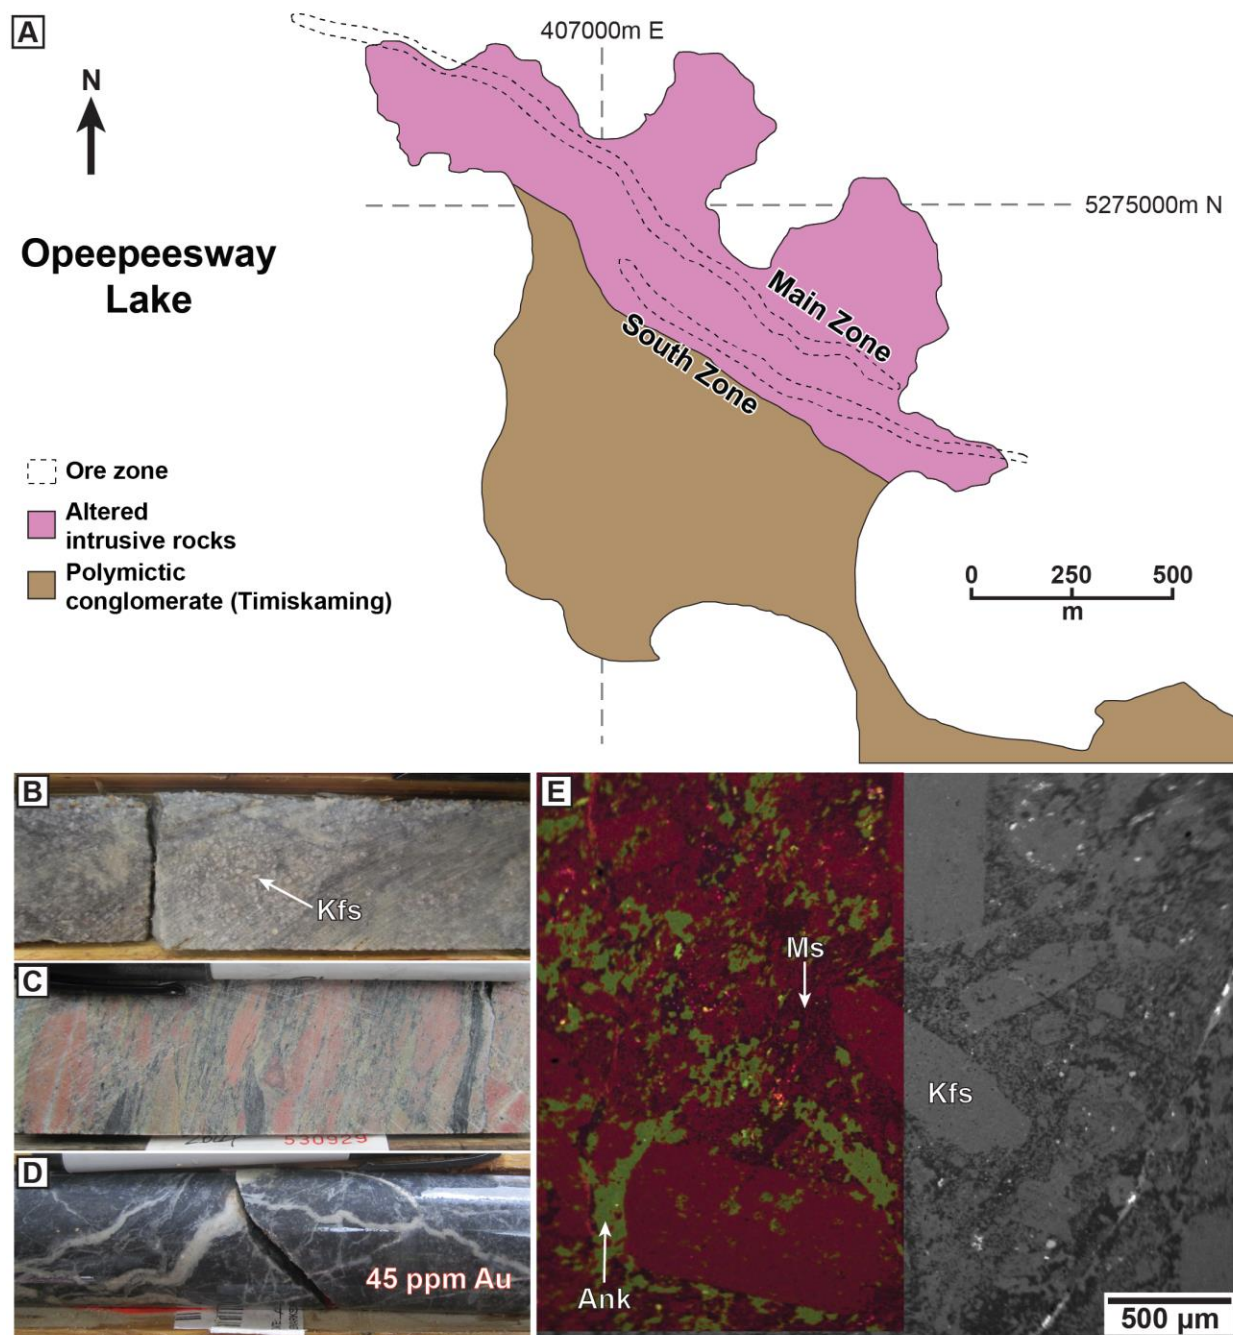 A
407000m E
N
5275000m N
Opeepeesway
Lake
Main Zone
South Zone
Ore zone
Altered
intrusive rocks
Polymictic
conglomerate (Timiskaming)
0 250 500
m
B
Kfs
C
530929
D
45 ppm Au
E
Ms
Kfs
Ank
500 µm